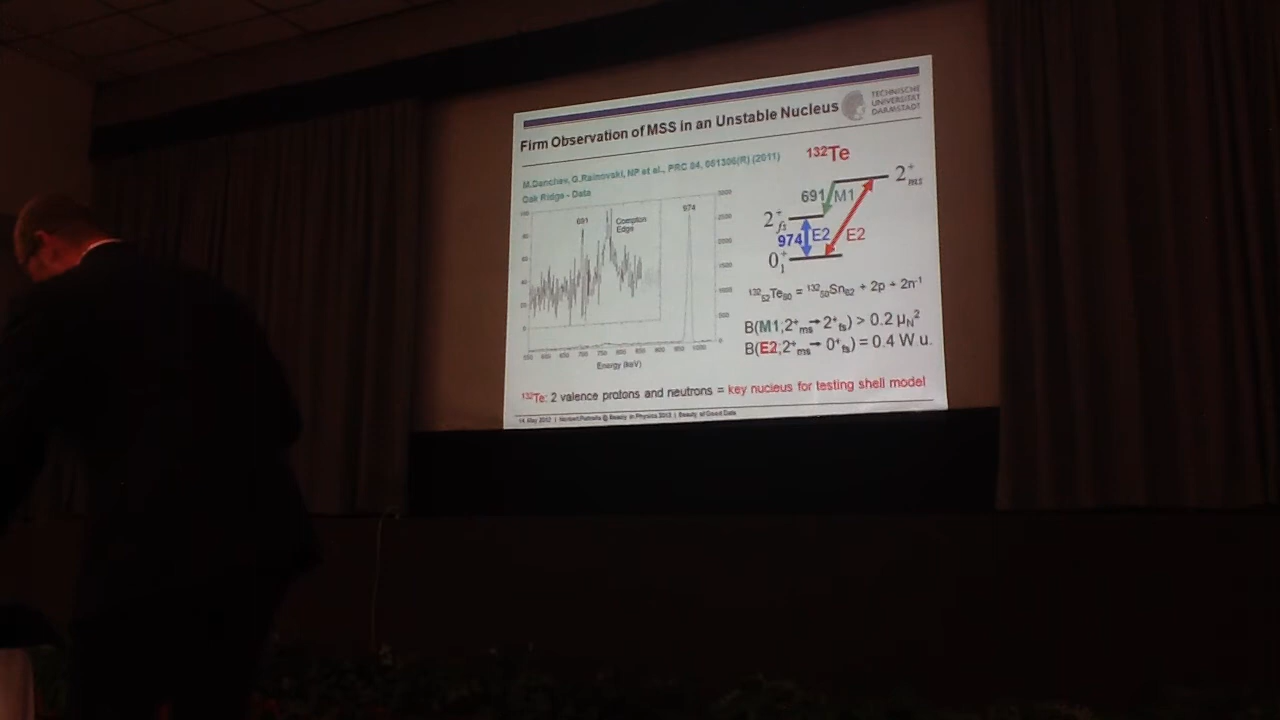 Firm Observation of MSS in an Unstable Nucleus
TECHNISCHE
UNIVERSITÄT
DARMSTADT
M.Danchev, G.Rainovski, NP et al., PRC 84, 061306(R) (2011)
Oak Ridge - Data
132Te
691
Compton
Edge
974
Energy (keV)
2+ms
691 M1
2+fs
974 E2 E2
0+1
132 52Te80 = 132 50Sn82 + 2p + 2n-1
B(M1;2+ms→2+fs) > 0.2 μN2
B(E2;2+ms→0+fs) = 0.4 W.u.
132Te: 2 valence protons and neutrons = key nucleus for testing shell model
14. May 2012 | Norbert Pietralla @ Beauty in Physics 2012 | Beauty of Good Data